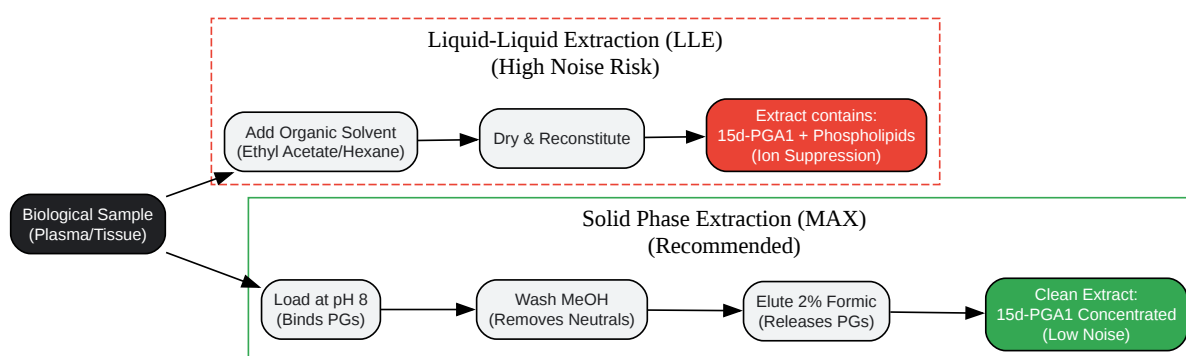 Liquid-Liquid Extraction (LLE)
(High Noise Risk)
Add Organic Solvent
(Ethyl Acetate/Hexane)
Dry & Reconstitute
Extract contains:
15d-PGA1 + Phospholipids
(Ion Suppression)
Biological Sample
(Plasma/Tissue)
Solid Phase Extraction (MAX)
(Recommended)
Load at pH 8
(Binds PGs)
Wash MeOH
(Removes Neutrals)
Elute 2% Formic
(Releases PGs)
Clean Extract:
15d-PGA1 Concentrated
(Low Noise)